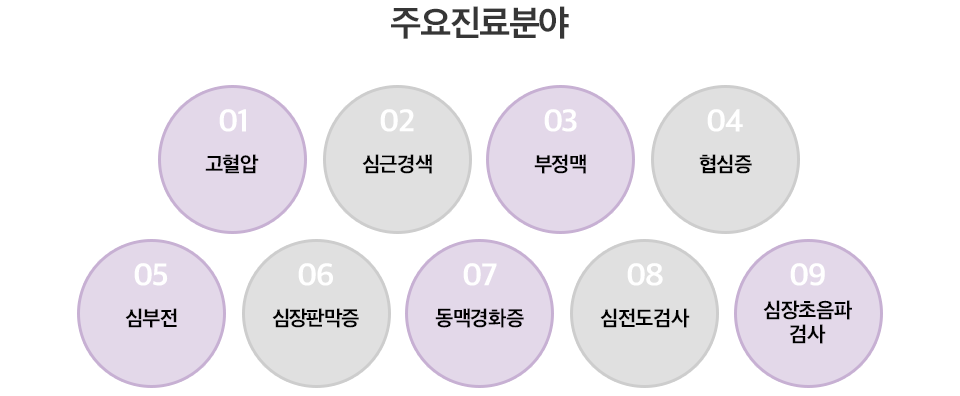 주요진료분야
01
고혈압
02
심근경색
03
부정맥
04
협심증
05
심부전
06
심장판막증
07
동맥경화증
08
심전도검사
09
심장초음파
검사